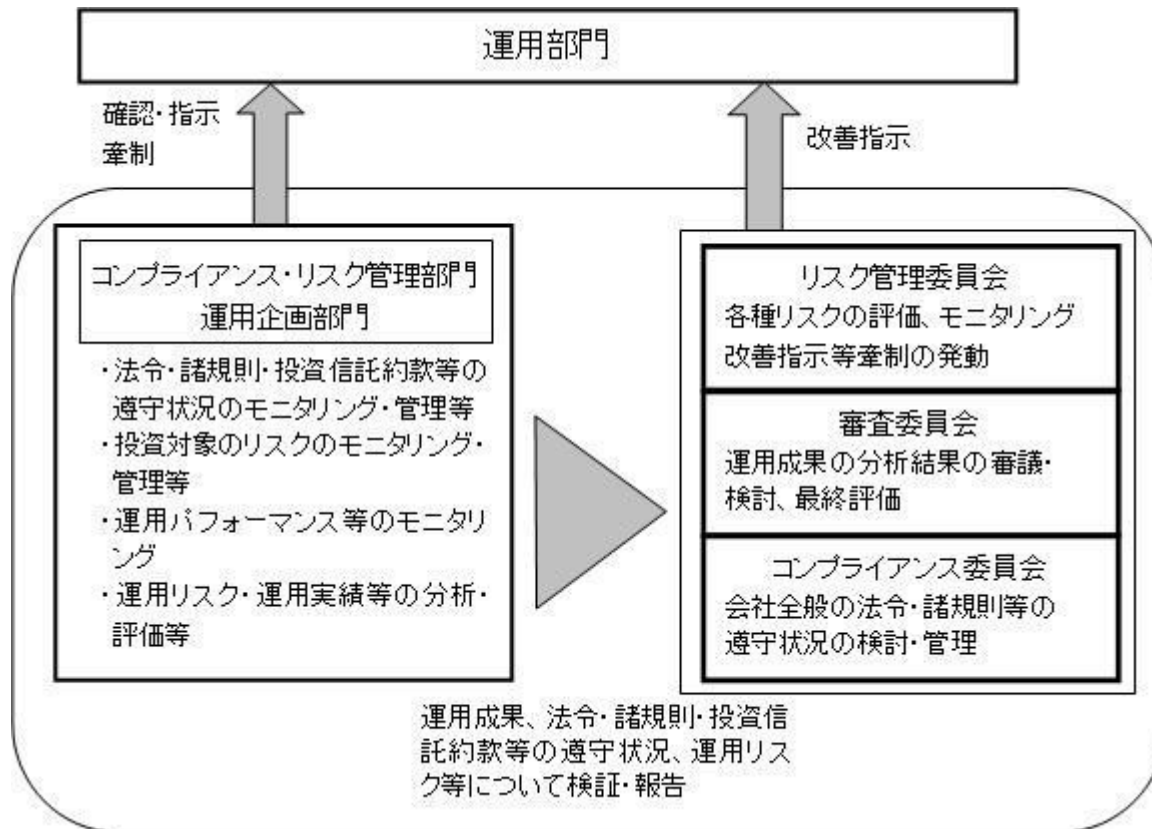 運用部門
確認・指示
牽制
改善指示
コンプライアンス・リスク管理部門
運用企画部門
・法令・諸規則・投資信託約款等の
遵守状況のモニタリング・管理等
・投資対象のリスクのモニタリング・
管理等
・運用パフォーマンス等のモニタリ
ング
・運用リスク・運用実績等の分析・
評価等
リスク管理委員会
各種リスクの評価、モニタリング
改善指示等牽制の発動
審査委員会
運用成果の分析結果の審議・
検討、最終評価
コンプライアンス委員会
会社全般の法令・諸規則等の
遵守状況の検討・管理
運用成果、法令・諸規則・投資信
託約款等の遵守状況、運用リス
ク等について検証・報告